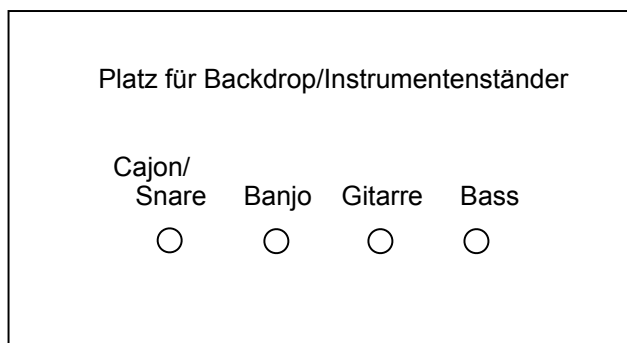 Platz für Backdrop/Instrumentenständer
Cajon/
Snare Banjo Gitarre Bass